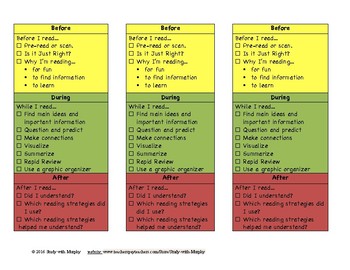 Before
Before I read...
☐ Pre-read or scan.
☐ Is it Just Right?
☐ Why I'm reading...
• for fun
• to find information
• to learn
During
While I read...
☐ Find main ideas and
important information
☐ Question and predict
☐ Make connections
☐ Visualize
☐ Summarize
☐ Rapid Review
☐ Use a graphic organizer
After
After I read...
☐ Did I understand?
☐ Which reading strategies did
I use?
☐ Which reading strategies
helped me understand?
Before
Before I read...
☐ Pre-read or scan.
☐ Is it Just Right?
☐ Why I'm reading...
• for fun
• to find information
• to learn
During
While I read...
☐ Find main ideas and
important information
☐ Question and predict
☐ Make connections
☐ Visualize
☐ Summarize
☐ Rapid Review
☐ Use a graphic organizer
After
After I read...
☐ Did I understand?
☐ Which reading strategies did
I use?
☐ Which reading strategies
helped me understand?
Before
Before I read...
☐ Pre-read or scan.
☐ Is it Just Right?
☐ Why I'm reading...
• for fun
• to find information
• to learn
During
While I read...
☐ Find main ideas and
important information
☐ Question and predict
☐ Make connections
☐ Visualize
☐ Summarize
☐ Rapid Review
☐ Use a graphic organizer
After
After I read...
☐ Did I understand?
☐ Which reading strategies did
I use?
☐ Which reading strategies
helped me understand?
© 2016 Study with Murphy website: www.teacherspayteachers.com/Store/Study-with-Murphy